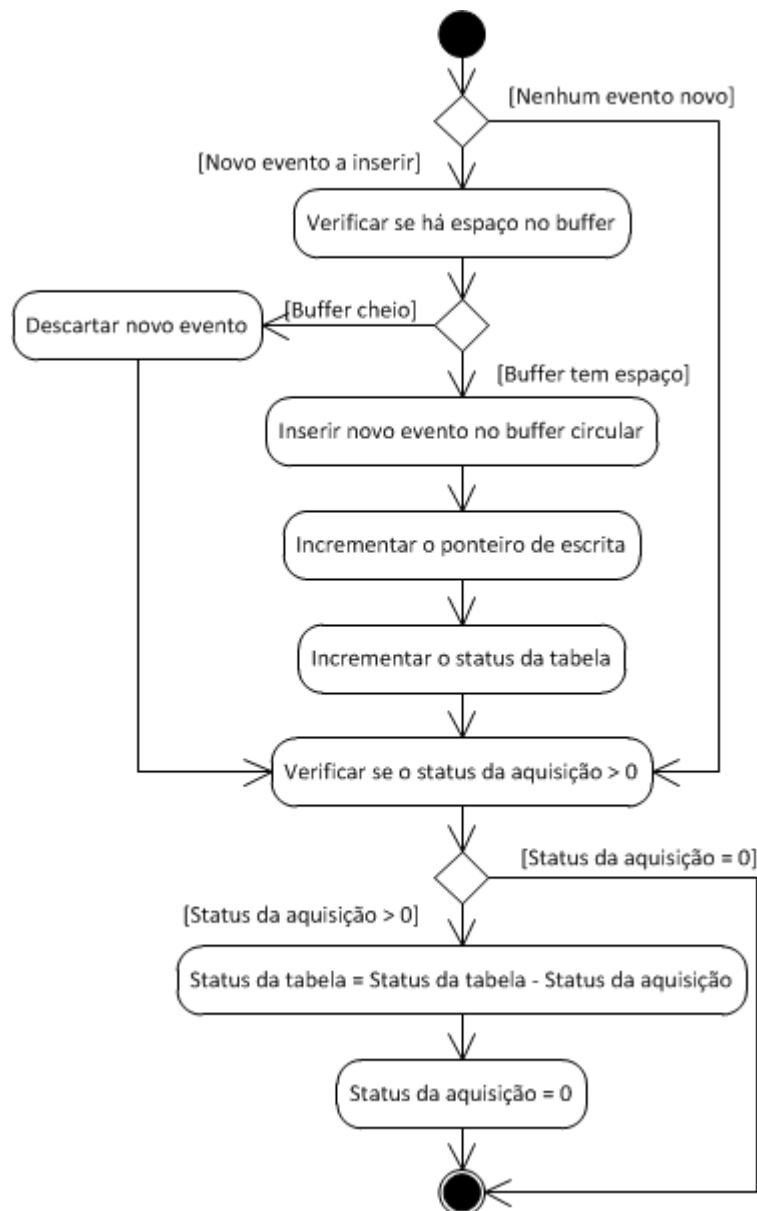 [Nenhum evento novo]
[Novo evento a inserir]
Verificar se há espaço no buffer
[Buffer cheio]
Descartar novo evento
[Buffer tem espaço]
Inserir novo evento no buffer circular
Incrementar o ponteiro de escrita
Incrementar o status da tabela
Verificar se o status da aquisição > 0
[Status da aquisição = 0]
[Status da aquisição > 0]
Status da tabela = Status da tabela - Status da aquisição
Status da aquisição = 0